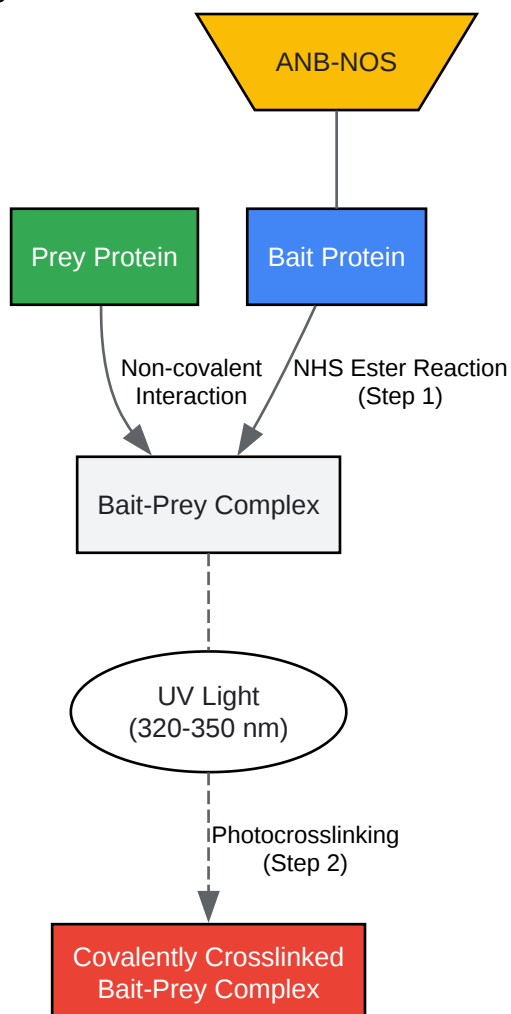 ANB-NOS
Prey Protein
Bait Protein
Non-covalent
Interaction
NHS Ester Reaction
(Step 1)
Bait-Prey Complex
UV Light
(320-350 nm)
Photocrosslinking
(Step 2)
Covalently Crosslinked
Bait-Prey Complex